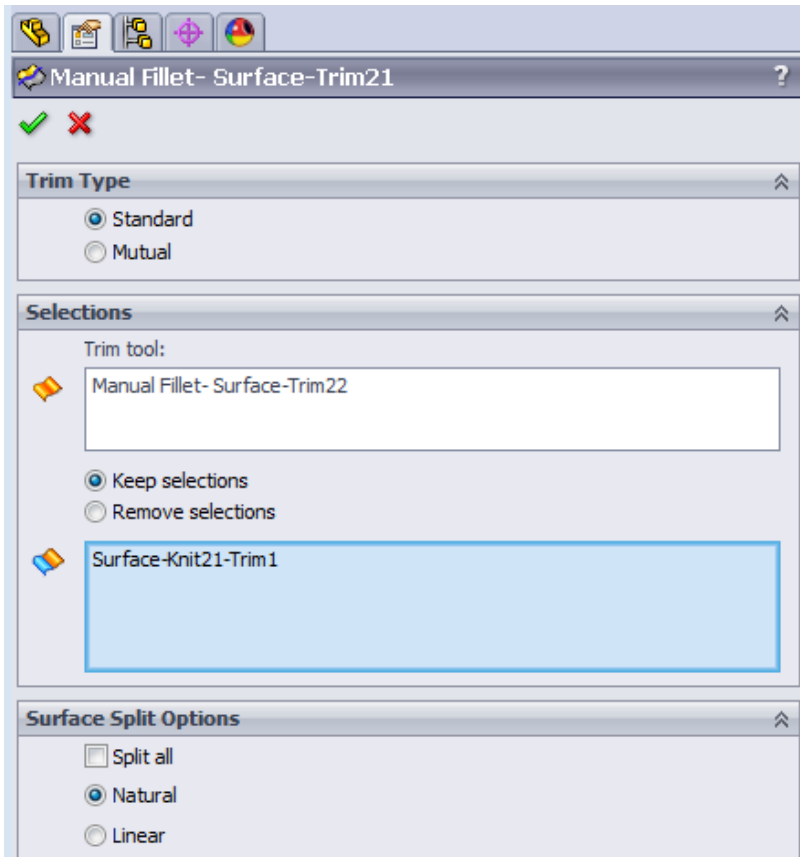 Manual Fillet- Surface-Trim21 ?
Trim Type
Standard
Mutual
Selections
Trim tool:
Manual Fillet- Surface-Trim22
Keep selections
Remove selections
Surface-Knit21-Trim1
Surface Split Options
Split all
Natural
Linear